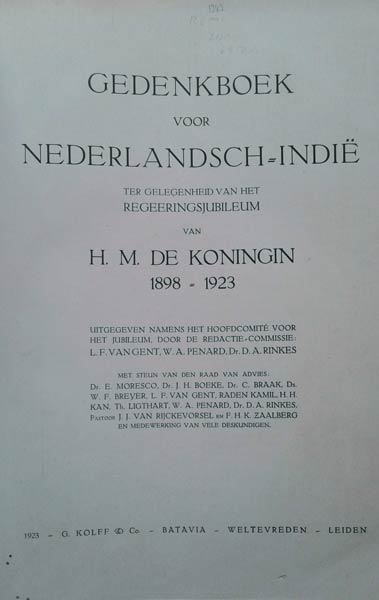 GEDENKBOEK
VOOR
NEDERLANDSCH=INDIË
TER GELEGENHEID VAN HET
REGEERINGSJUBILEUM
VAN
H. M. DE KONINGIN
1898 - 1923
UITGEGEVEN NAMENS HET HOOFDCOMITÉ VOOR
HET JUBILEUM, DOOR DE REDACTIE-COMMISSIE:
L. F. VAN GENT, W. A. PENARD, Dr. D. A. RINKES
MET STEUN VAN DEN RAAD VAN ADVIES:
Dr. E. MORESCO, Dr. J. H. BOEKE, Dr. C. BRAAK, Ds.
W. F. BREYER, L. F. VAN GENT, RADEN KAMIL, H. H.
KAN, Th. LIGTHART, W. A. PENARD, Dr. D. A. RINKES,
Pastoor J. J. VAN RIJCKEVORSEL en F. H. K. ZAALBERG
EN MEDEWERKING VAN VELE DESKUNDIGEN.
1923 - G. KOLFF & Co. - BATAVIA - WELTEVREDEN. - LEIDEN